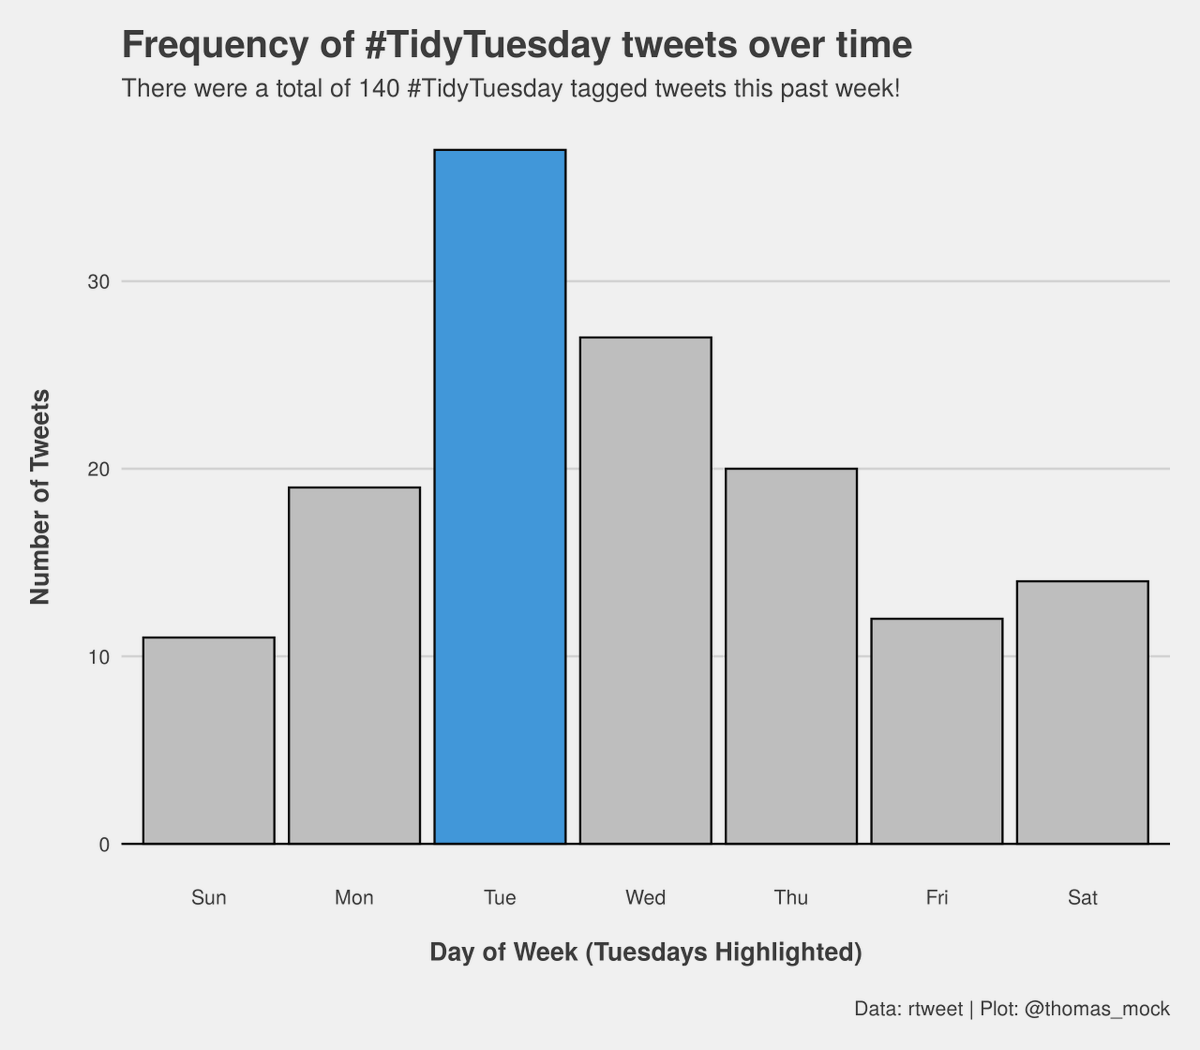 Frequency of #TidyTuesday tweets over time
There were a total of 140 #TidyTuesday tagged tweets this past week!
Number of Tweets
30
20
10
0
Sun Mon Tue Wed Thu Fri Sat
Day of Week (Tuesdays Highlighted)
Data: rtweet | Plot: @thomas_mock